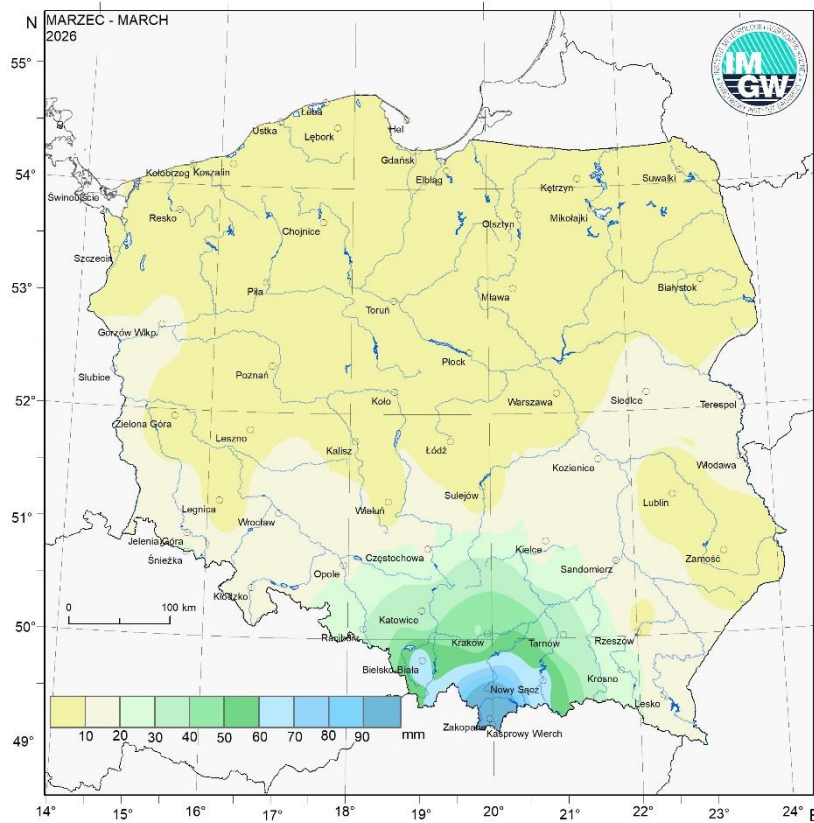 MARZEC - MARCH
2026
N
IMGW
55°
Łeba
Ustka
Lębork
Hel
Gdańsk
Kołobrzeg
Koszalin
Elbląg
Kętrzyn
Suwałki
54°
Świnoujście
Resko
Chojnice
Olsztyn
Mikołajki
Szczecin
Piła
Białystok
53°
Toruń
Mława
Gorzów Wlkp.
Płock
Słubice
Poznań
Koło
Warszawa
Siedlce
Terespol
52°
Zielona Góra
Leszno
Kalisz
Łódź
Kozienice
Włodawa
Sulejów
Lublin
Legnica
Wieluń
51°
Wrocław
Jelenia Góra
Śnieżka
Częstochowa
Kielce
Sandomierz
Zamość
Opole
Kłodzko
0 100 km
Katowice
50°
Racibórz
Kraków
Tarnów
Rzeszów
Bielsko Biała
Nowy Sącz
Krosno
Lesko
10 20 30 40 50 60 70 80 90 mm
Zakopane
Kasprowy Wierch
49°
14° 15° 16° 17° 18° 19° 20° 21° 22° 23° 24° E